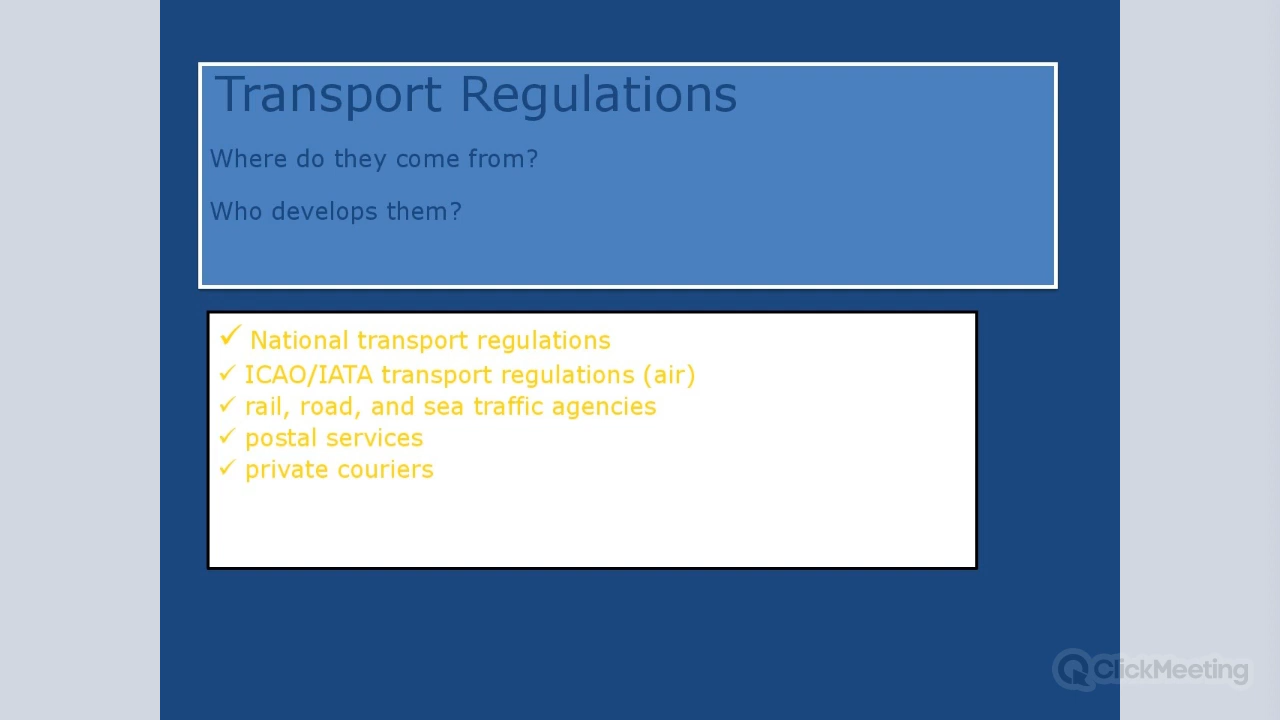 Transport Regulations
Where do they come from?
Who develops them?
✓ National transport regulations
✓ ICAO/IATA transport regulations (air)
✓ rail, road, and sea traffic agencies
✓ postal services
✓ private couriers
ClickMeeting